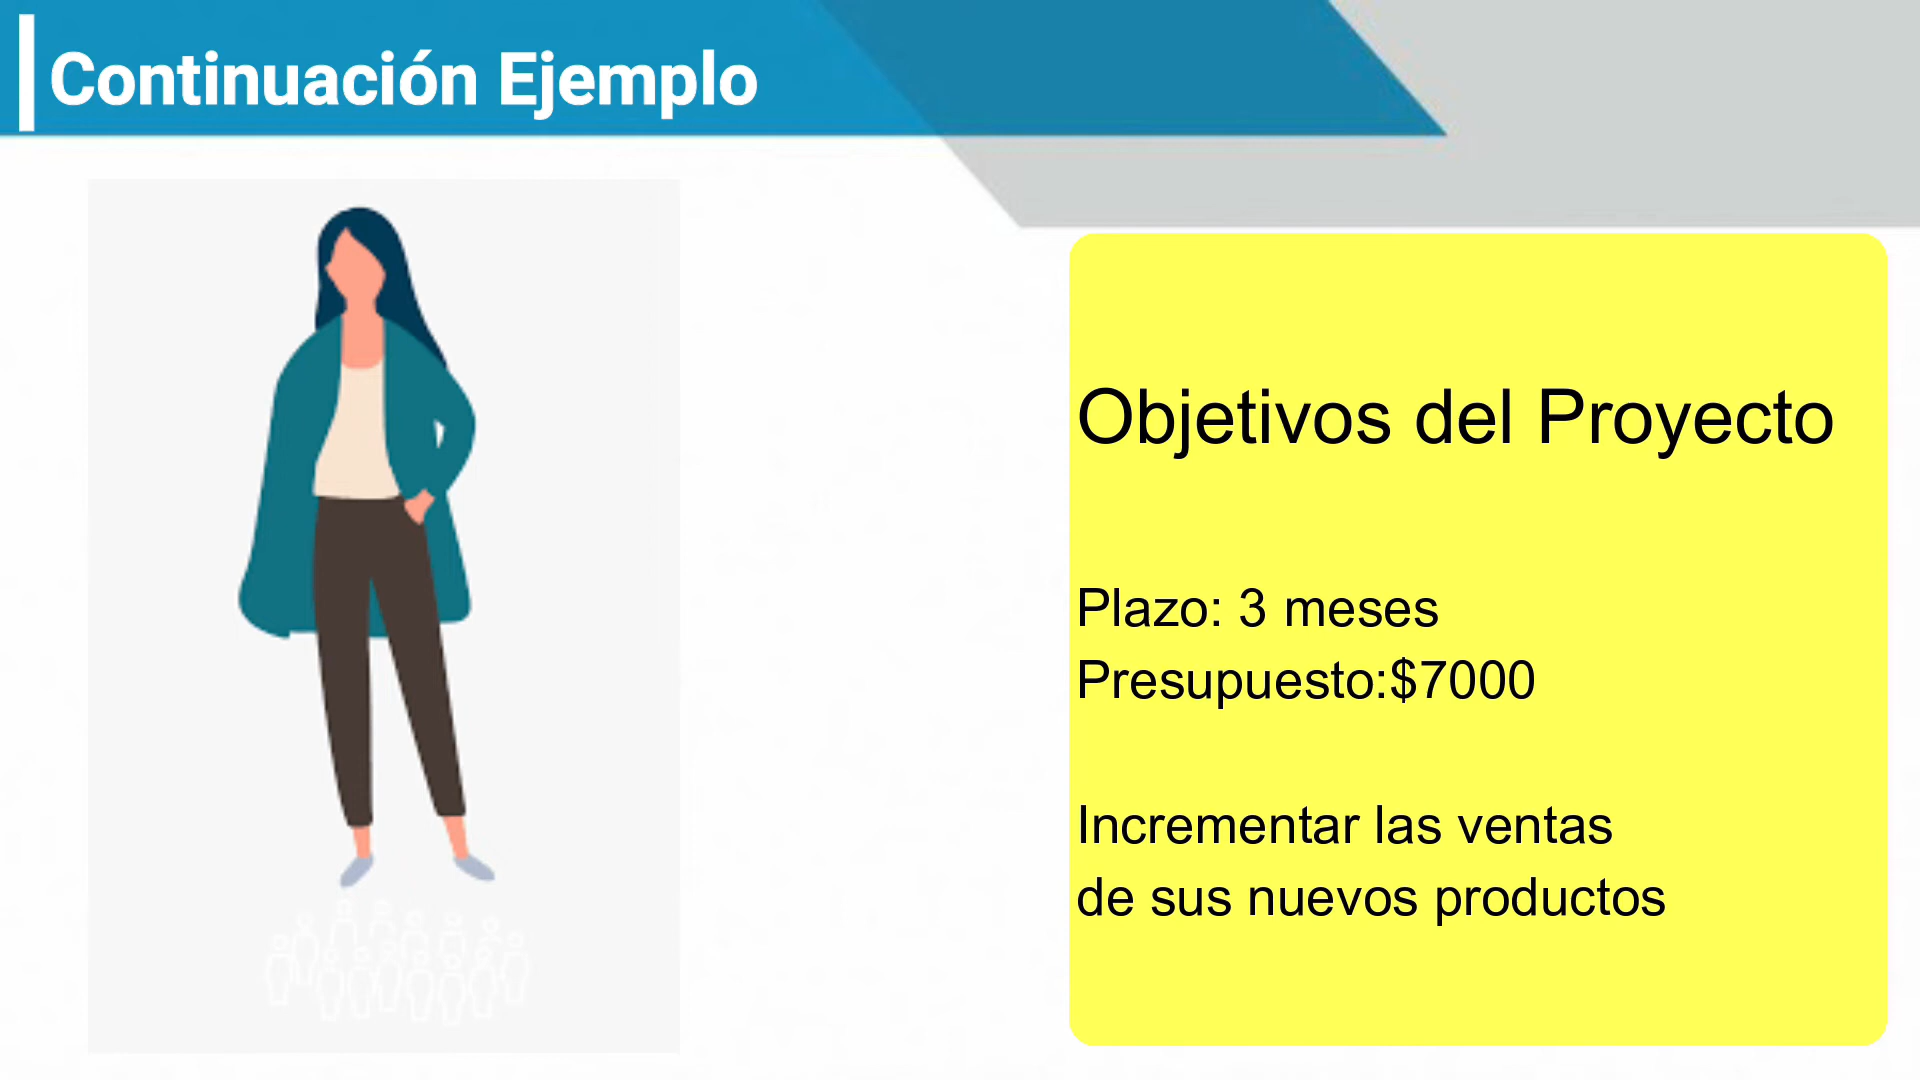 Continuación Ejemplo
Objetivos del Proyecto
Plazo: 3 meses
Presupuesto:$7000
Incrementar las ventas
de sus nuevos productos